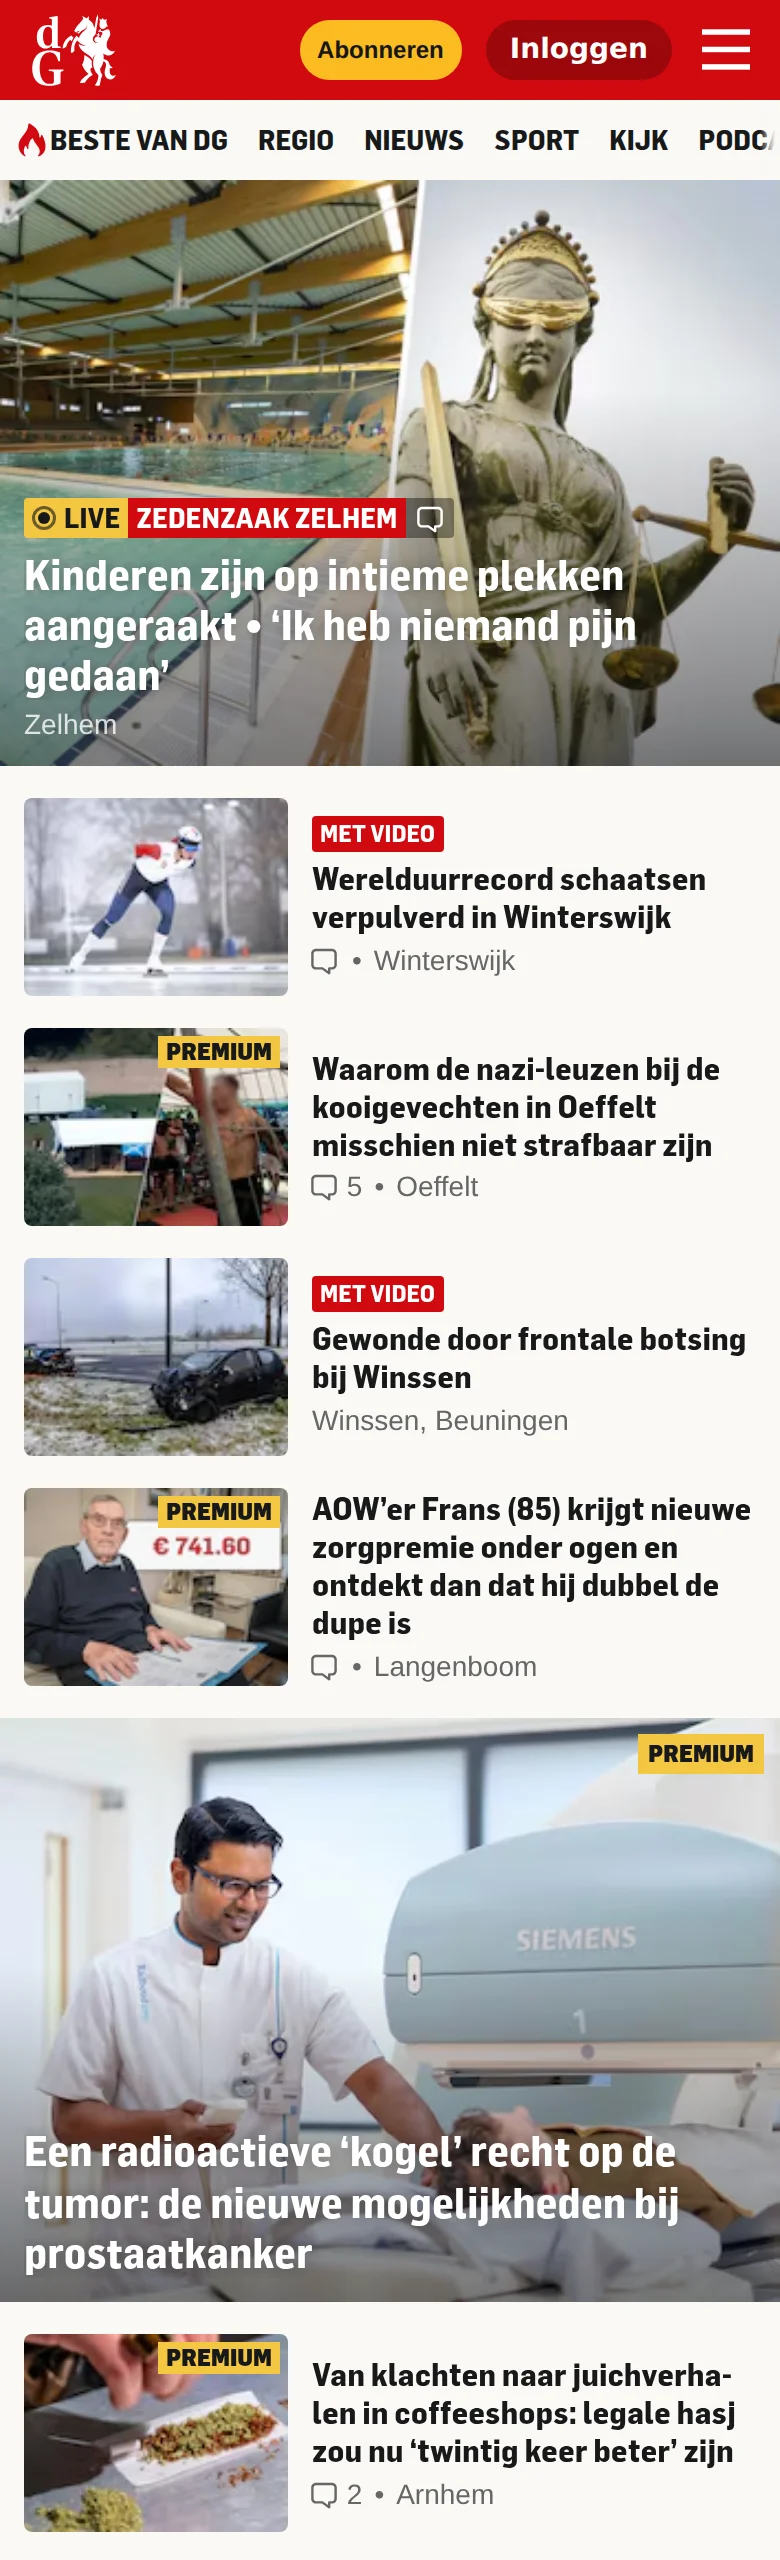 dG
Abonneren
Inloggen
BESTE VAN DG
REGIO
NIEUWS
SPORT
KIJK
PODCA
LIVE
ZEDENZAAK ZELHEM
Kinderen zijn op intieme plekken
aangeraakt • ‘Ik heb niemand pijn
gedaan’
Zelhem
MET VIDEO
Werelduurrecord schaatsen
verpulverd in Winterswijk
• Winterswijk
PREMIUM
Waarom de nazi-leuzen bij de
kooigevechten in Oeffelt
misschien niet strafbaar zijn
5 • Oeffelt
MET VIDEO
Gewonde door frontale botsing
bij Winssen
Winssen, Beuningen
PREMIUM
€ 741.60
AOW’er Frans (85) krijgt nieuwe
zorgpremie onder ogen en
ontdekt dan dat hij dubbel de
dupe is
• Langenboom
PREMIUM
SIEMENS
1
Een radioactieve ‘kogel’ recht op de
tumor: de nieuwe mogelijkheden bij
prostaatkanker
PREMIUM
Van klachten naar juichverha-
len in coffeeshops: legale hasj
zou nu ‘twintig keer beter’ zijn
2 • Arnhem